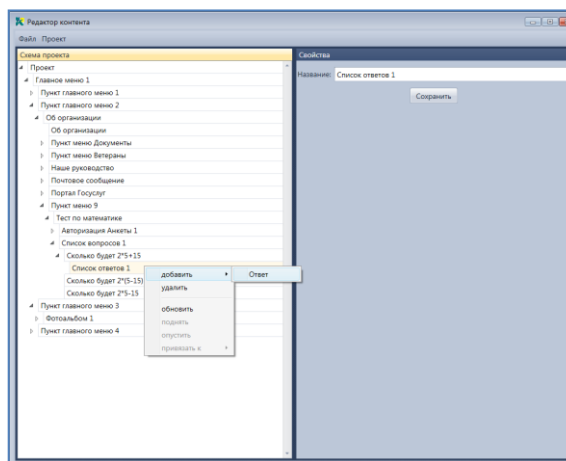 Редактор контента
Файл Проект
Схема проекта
Свойства
Проект
Название: Список ответов 1
Главное меню 1
Сохранить
Пункт главного меню 1
Пункт главного меню 2
Об организации
Об организации
Пункт меню Документы
Пункт меню Ветераны
Наше руководство
Почтовое сообщение
Портал Госуслуг
Пункт меню 9
Тест по математике
Авторизация Анкеты 1
Список вопросов 1
Сколько будет 2*5+15
Список ответов 1
добавить
Ответ
Сколько будет 2*(5-15)
удалить
Сколько будет 2*5-15
Пункт главного меню 3
обновить
Фотоальбом 1
поднять
Пункт главного меню 4
опустить
привязать к